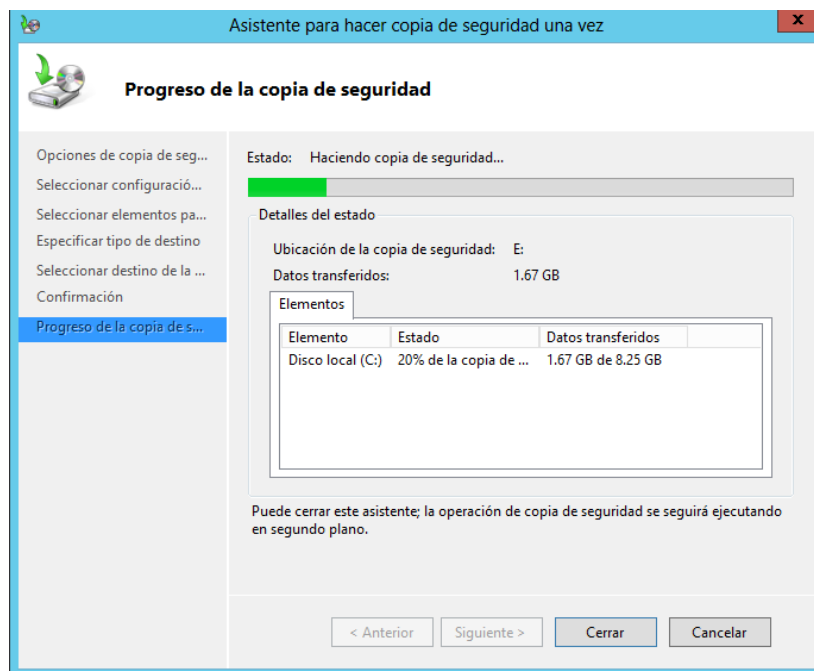 Asistente para hacer copia de seguridad una vez
x
Progreso de la copia de seguridad
Opciones de copia de seg...
Seleccionar configuració...
Seleccionar elementos pa...
Especificar tipo de destino
Seleccionar destino de la ...
Confirmación
Progreso de la copia de s...
Estado: Haciendo copia de seguridad...
Detalles del estado
Ubicación de la copia de seguridad: E:
Datos transferidos: 1.67 GB
Elementos
Elemento Estado Datos transferidos
Disco local (C:) 20% de la copia de ... 1.67 GB de 8.25 GB
Puede cerrar este asistente; la operación de copia de seguridad se seguirá ejecutando
en segundo plano.
< Anterior Siguiente > Cerrar Cancelar